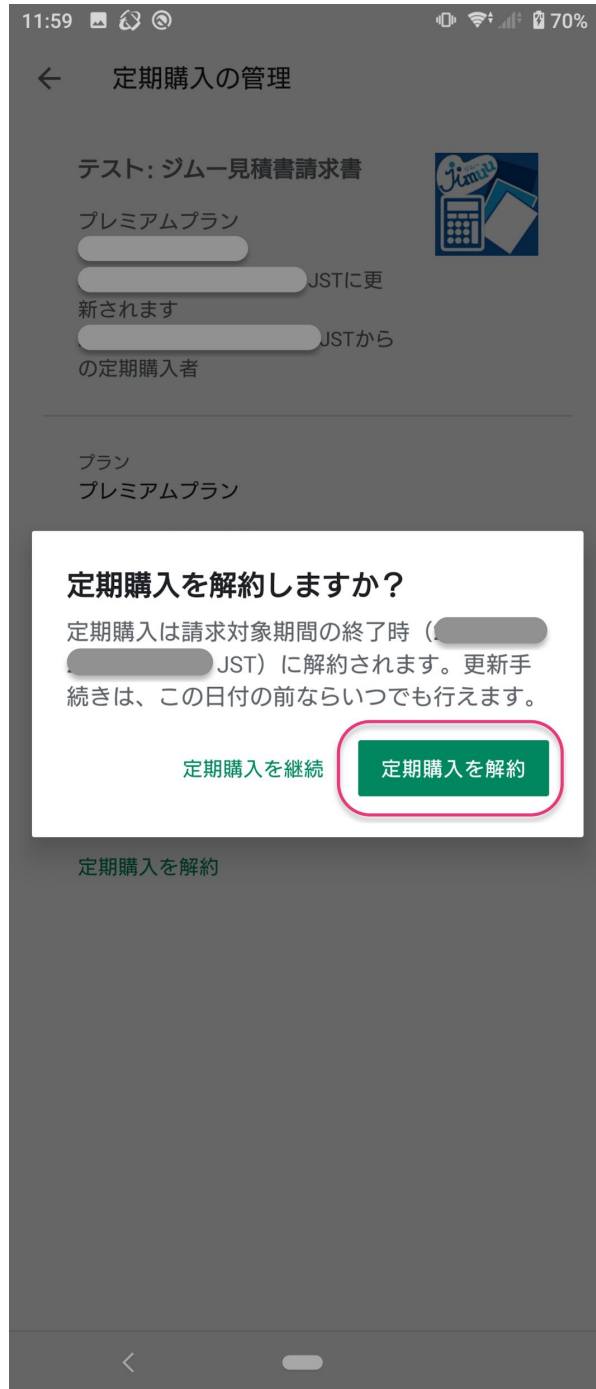 11:59
70%
定期購入の管理
テスト: ジムー見積書請求書
Jimuu
プレミアムプラン
JSTに更
新されます
JSTから
の定期購入者
プラン
プレミアムプラン
定期購入を解約しますか？
定期購入は請求対象期間の終了時（
JST）に解約されます。更新手
続きは、この日付の前ならいつでも行えます。
定期購入を継続
定期購入を解約
定期購入を解約